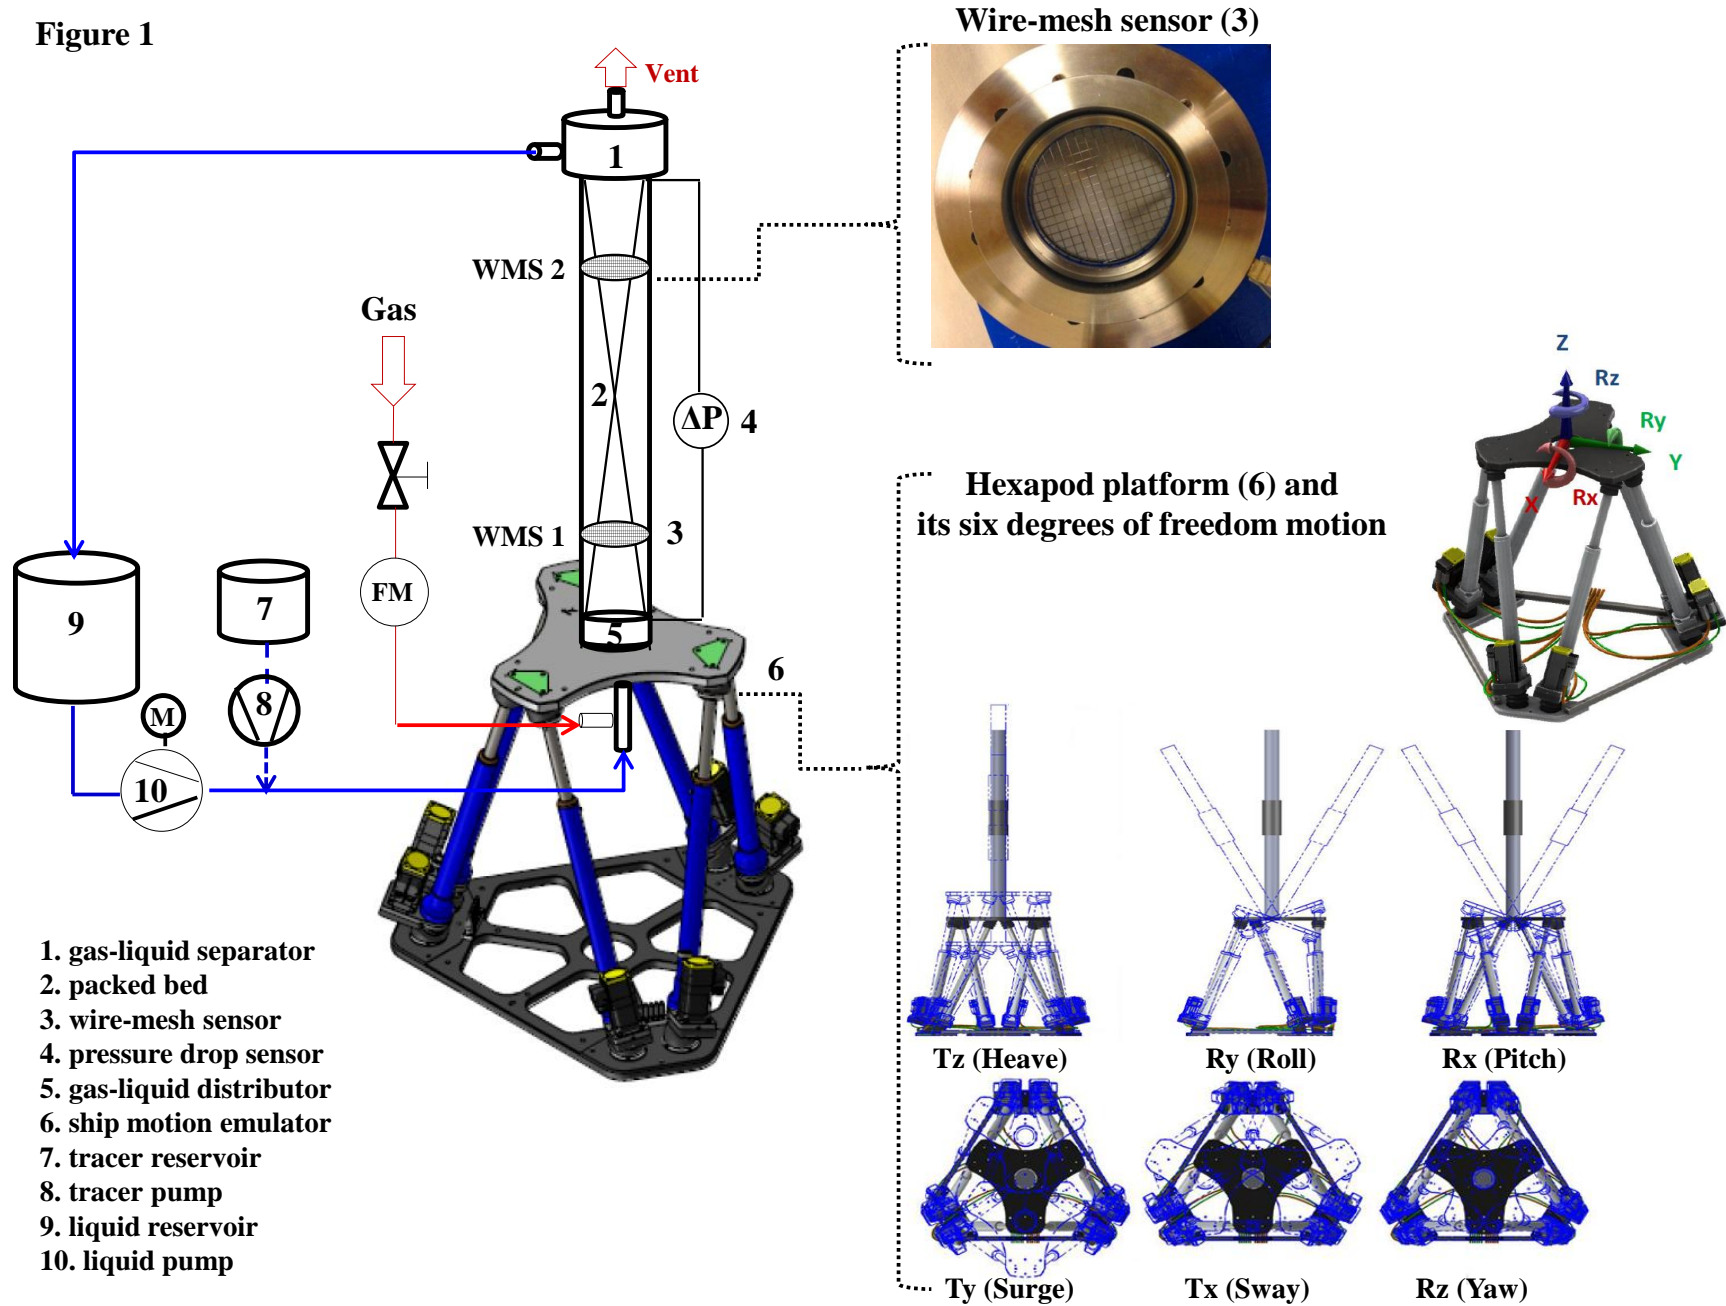 Figure 1
Wire-mesh sensor (3)
Vent
1
WMS 2
Gas
2
ΔP
4
Z
Rz
Ry
Y
X
Rx
Hexapod platform (6) and
its six degrees of freedom motion
WMS 1
3
FM
9
7
5
6
8
M
10
1. gas-liquid separator
2. packed bed
3. wire-mesh sensor
4. pressure drop sensor
5. gas-liquid distributor
6. ship motion emulator
7. tracer reservoir
8. tracer pump
9. liquid reservoir
10. liquid pump
Tz (Heave)
Ry (Roll)
Rx (Pitch)
Ty (Surge)
Tx (Sway)
Rz (Yaw)